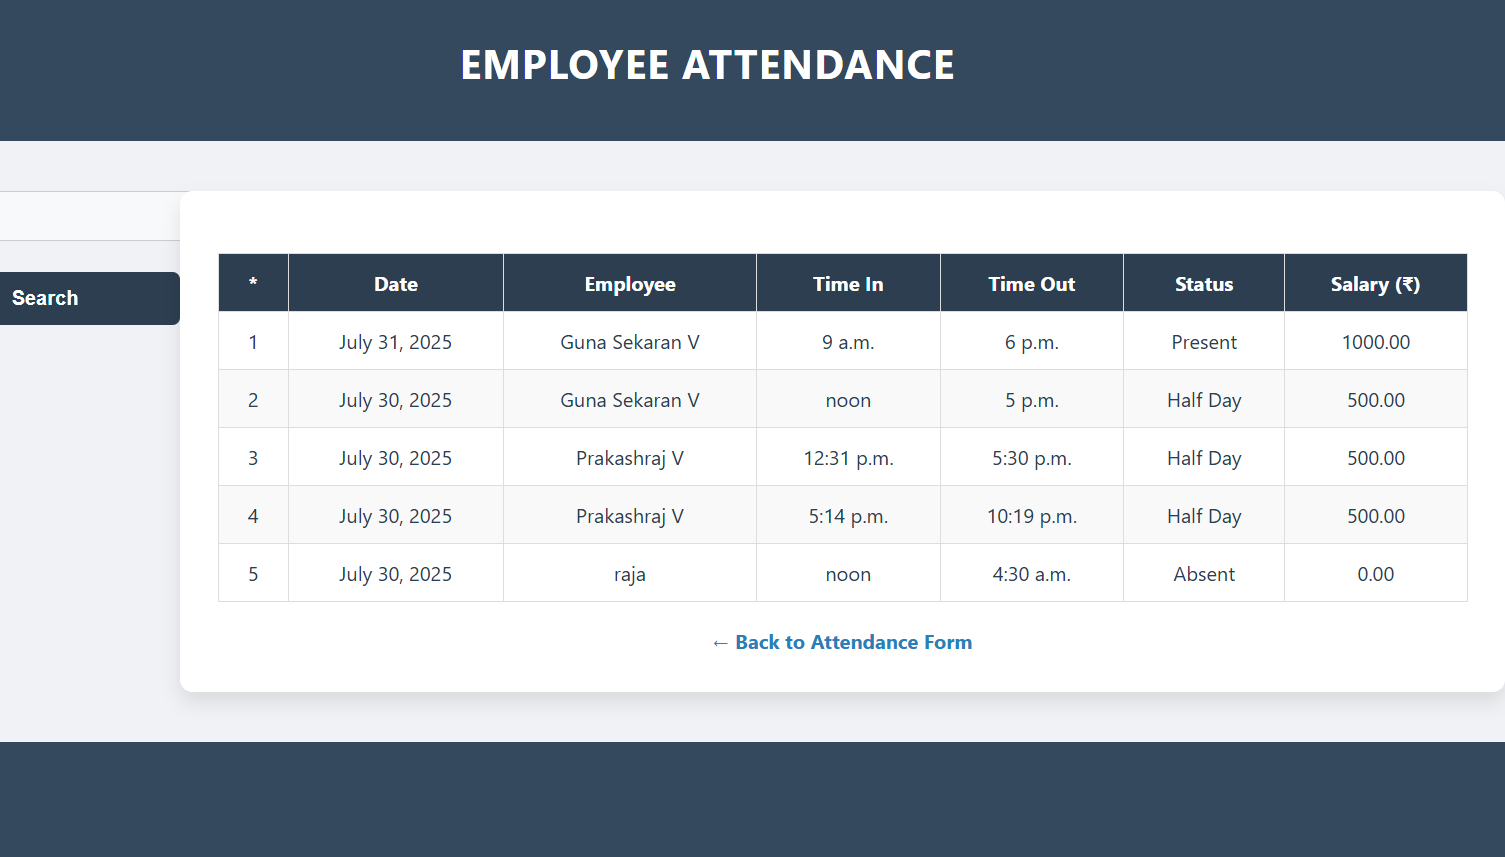 EMPLOYEE ATTENDANCE
Search
* Date Employee Time In Time Out Status Salary (₹)
1 July 31, 2025 Guna Sekaran V 9 a.m. 6 p.m. Present 1000.00
2 July 30, 2025 Guna Sekaran V noon 5 p.m. Half Day 500.00
3 July 30, 2025 Prakashraj V 12:31 p.m. 5:30 p.m. Half Day 500.00
4 July 30, 2025 Prakashraj V 5:14 p.m. 10:19 p.m. Half Day 500.00
5 July 30, 2025 raja noon 4:30 a.m. Absent 0.00
← Back to Attendance Form